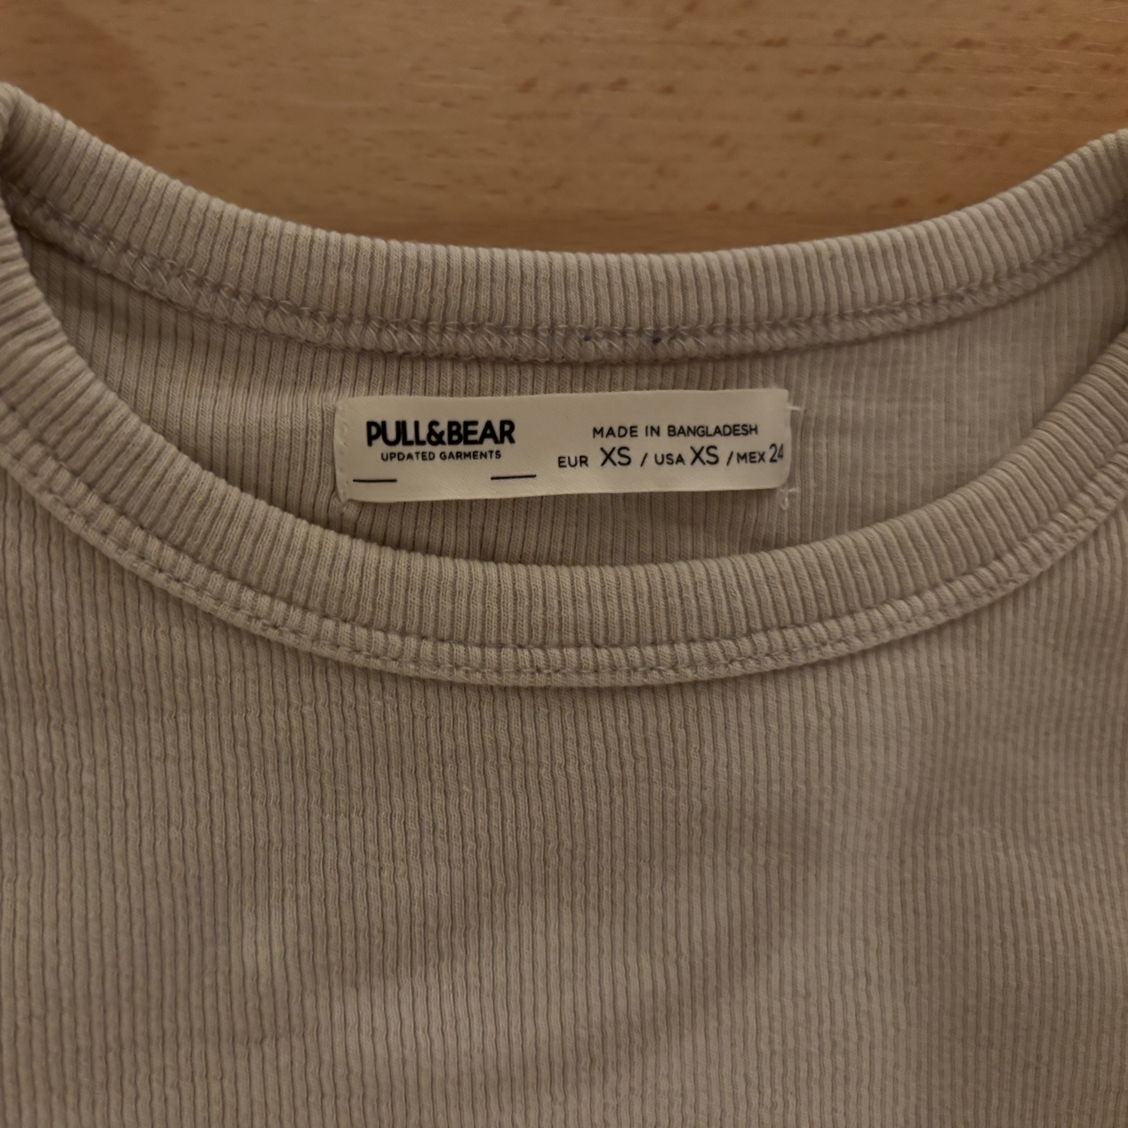 PULL&BEAR
UPDATED GARMENTS
MADE IN BANGLADESH
EUR XS / USA XS / MEX 24